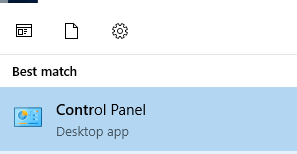 Best match
Control Panel
Desktop app